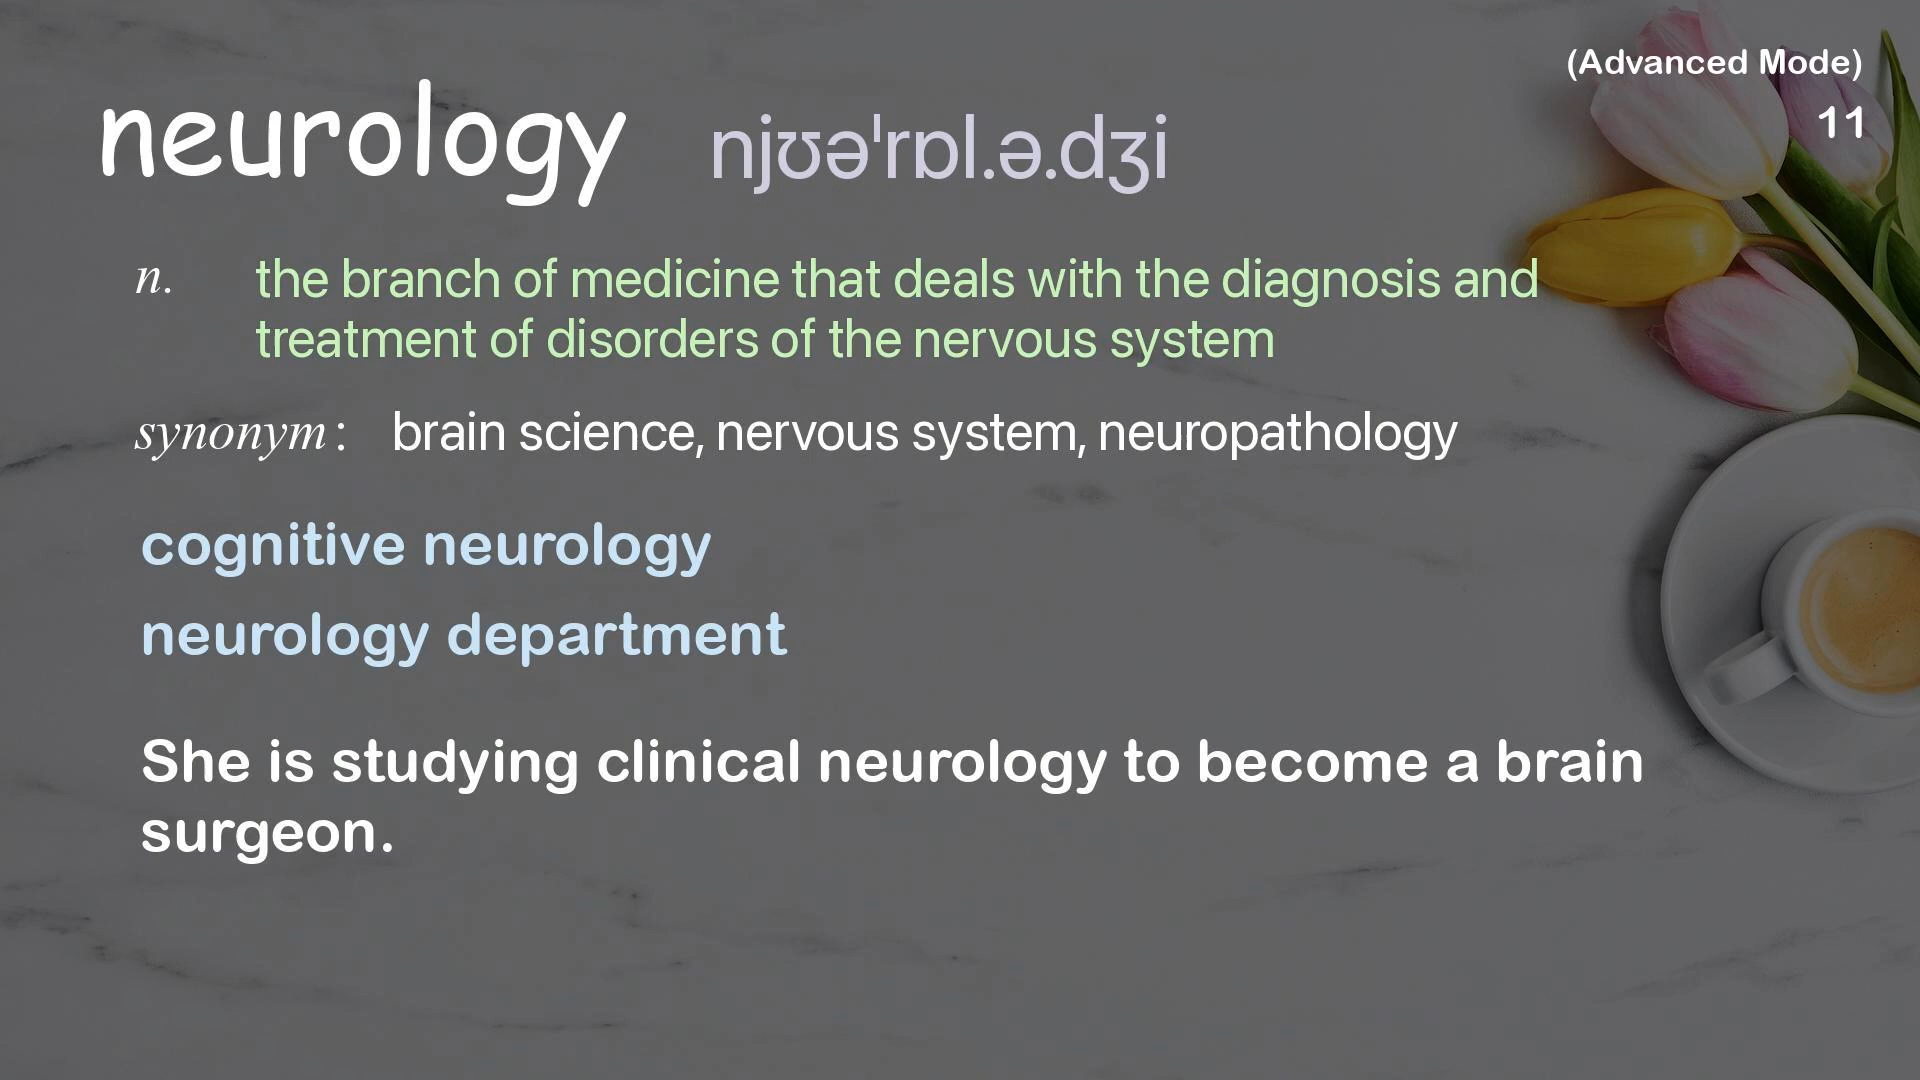 (Advanced Mode)
neurology njʊəˈrɒl.ə.dʒi
11
n. the branch of medicine that deals with the diagnosis and
treatment of disorders of the nervous system
synonym: brain science, nervous system, neuropathology
cognitive neurology
neurology department
She is studying clinical neurology to become a brain
surgeon.